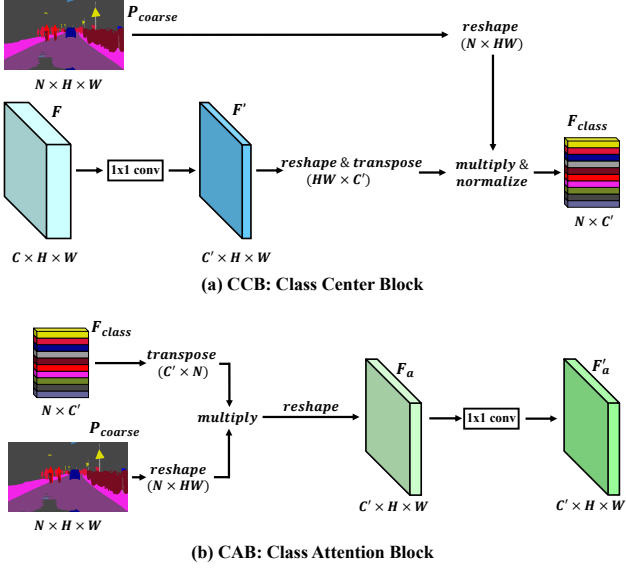 P_coarse
reshape
(N × HW)
N × H × W
F
F'
F_class
1x1 conv
reshape & transpose
(HW × C')
multiply &
normalize
C × H × W
C' × H × W
N × C'
(a) CCB: Class Center Block
F_class
transpose
(C' × N)
F_a
F'_a
N × C'
multiply
reshape
1x1 conv
P_coarse
reshape
(N × HW)
N × H × W
C' × H × W
C' × H × W
(b) CAB: Class Attention Block